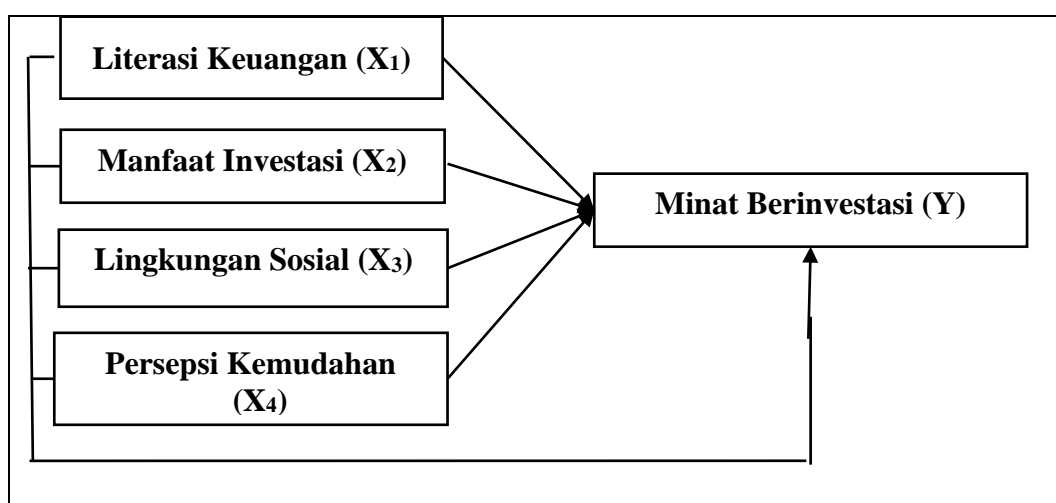 Literasi Keuangan (X1)
Manfaat Investasi (X2)
Minat Berinvestasi (Y)
Lingkungan Sosial (X3)
Persepsi Kemudahan
(X4)